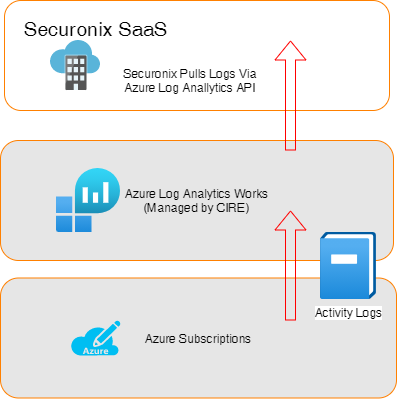 Securonix SaaS
Securonix Pulls Logs Via
Azure Log Anallytics API
Azure Log Analytics Works
(Managed by CIRE)
Activity Logs
Azure
Azure Subscriptions